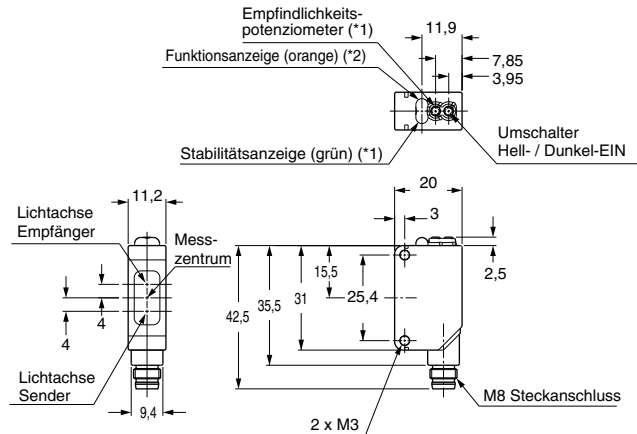 Empfindlichkeits-
potenziometer (*1)
11,9
Funktionsanzeige (orange) (*2)
7,85
3,95
Stabilitätsanzeige (grün) (*1)
Umschalter
Hell- / Dunkel-EIN
11,2
20
Lichtachse
Empfänger
3
Mess-
zentrum
2,5
15,5
31
25,4
35,5
42,5
4
4
Lichtachse
Sender
9,4
M8 Steckanschluss
2 x M3